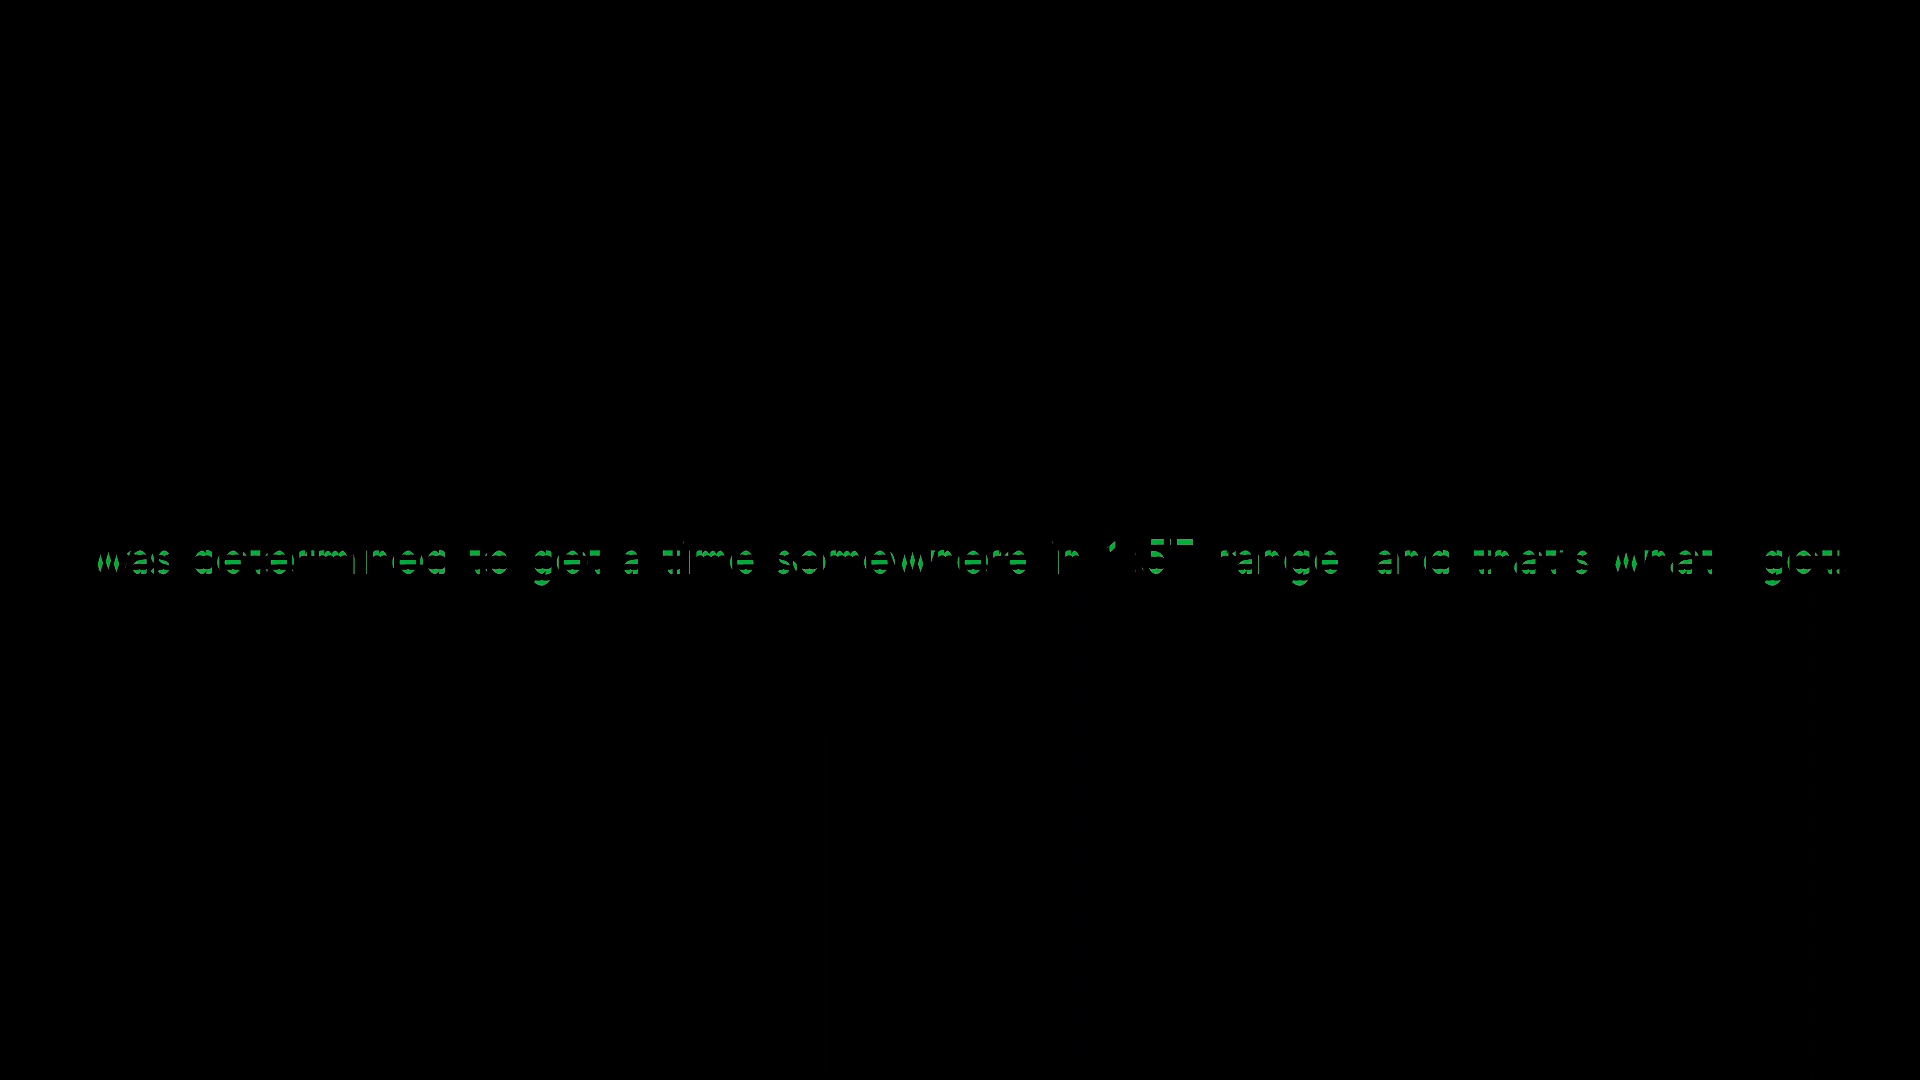 was determined to get a time somewhere in range and that's what got